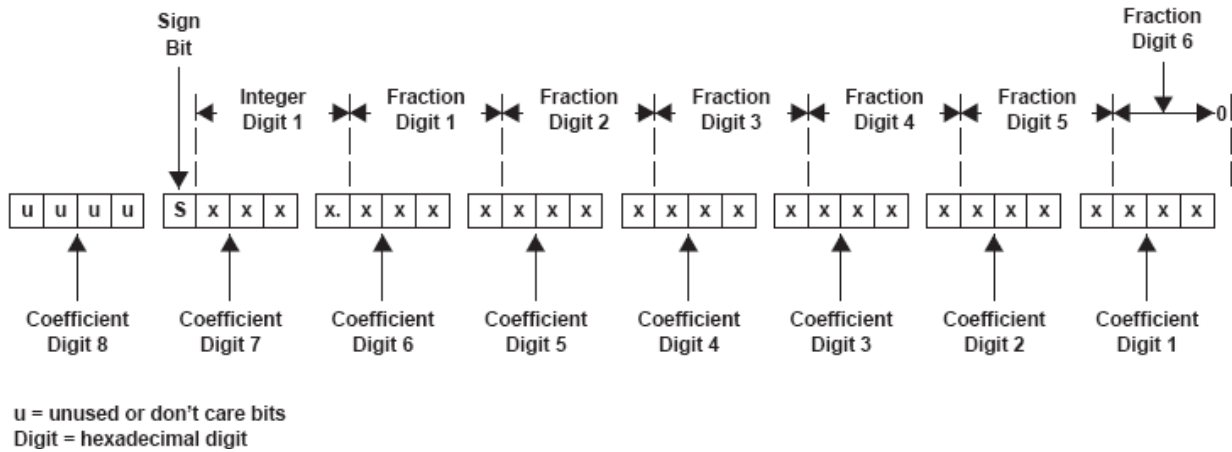 Sign
Bit
Fraction
Digit 6
Integer
Digit 1
Fraction
Digit 1
Fraction
Digit 2
Fraction
Digit 3
Fraction
Digit 4
Fraction
Digit 5
0
u u u u S x x x x. x x x x x x x x x x x x x x x x x x x x x x x
Coefficient
Digit 8
Coefficient
Digit 7
Coefficient
Digit 6
Coefficient
Digit 5
Coefficient
Digit 4
Coefficient
Digit 3
Coefficient
Digit 2
Coefficient
Digit 1
u = unused or don't care bits
Digit = hexadecimal digit